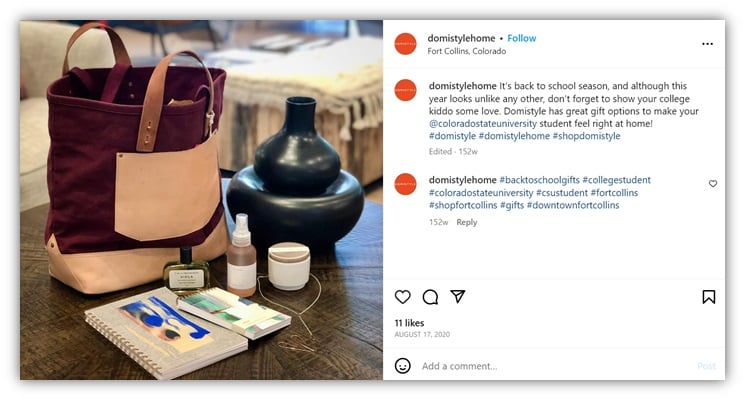 domistylehome • Follow
Fort Collins, Colorado
DOMISTYLE
domistylehome It's back to school season, and although this
year looks unlike any other, don't forget to show your college
kiddo some love. Domistyle has great gift options to make your
@coloradostateuniversity student feel right at home!
#domistyle #domistylehome #shopdomistyle
Edited · 152w
domistylehome #backtoschoolgifts #collegestudent
#coloradostateuniversity #csustudent #fortcollins
#shopfortcollins #gifts #downtownfortcollins
152w Reply
11 likes
AUGUST 17, 2020
Add a comment...
Post